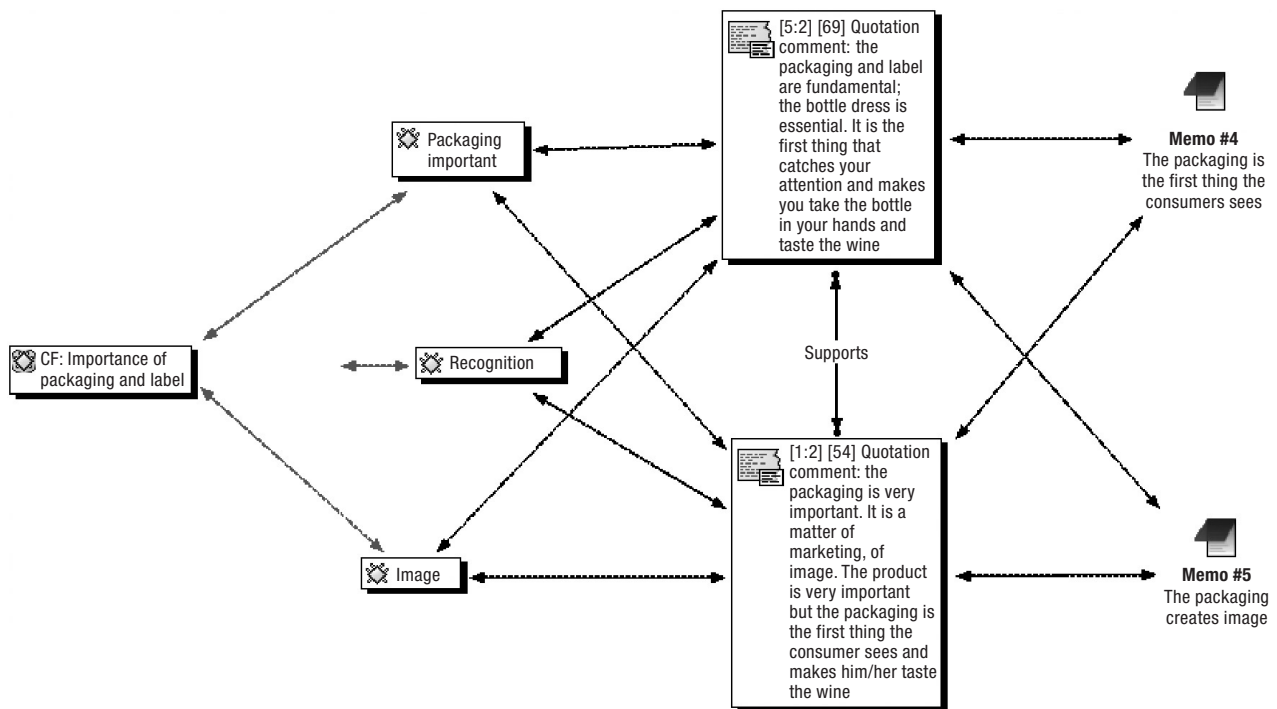 [5:2] [69] Quotation
comment: the
packaging and label
are fundamental;
the bottle dress is
essential. It is the
first thing that
catches your
attention and makes
you take the bottle
in your hands and
taste the wine
Packaging
important
Memo #4
The packaging is
the first thing the
consumers sees
CF: Importance of
packaging and label
Recognition
Supports
[1:2] [54] Quotation
comment: the
packaging is very
important. It is a
matter of
marketing, of
image. The product
is very important
but the packaging is
the first thing the
consumer sees and
makes him/her taste
the wine
Image
Memo #5
The packaging
creates image